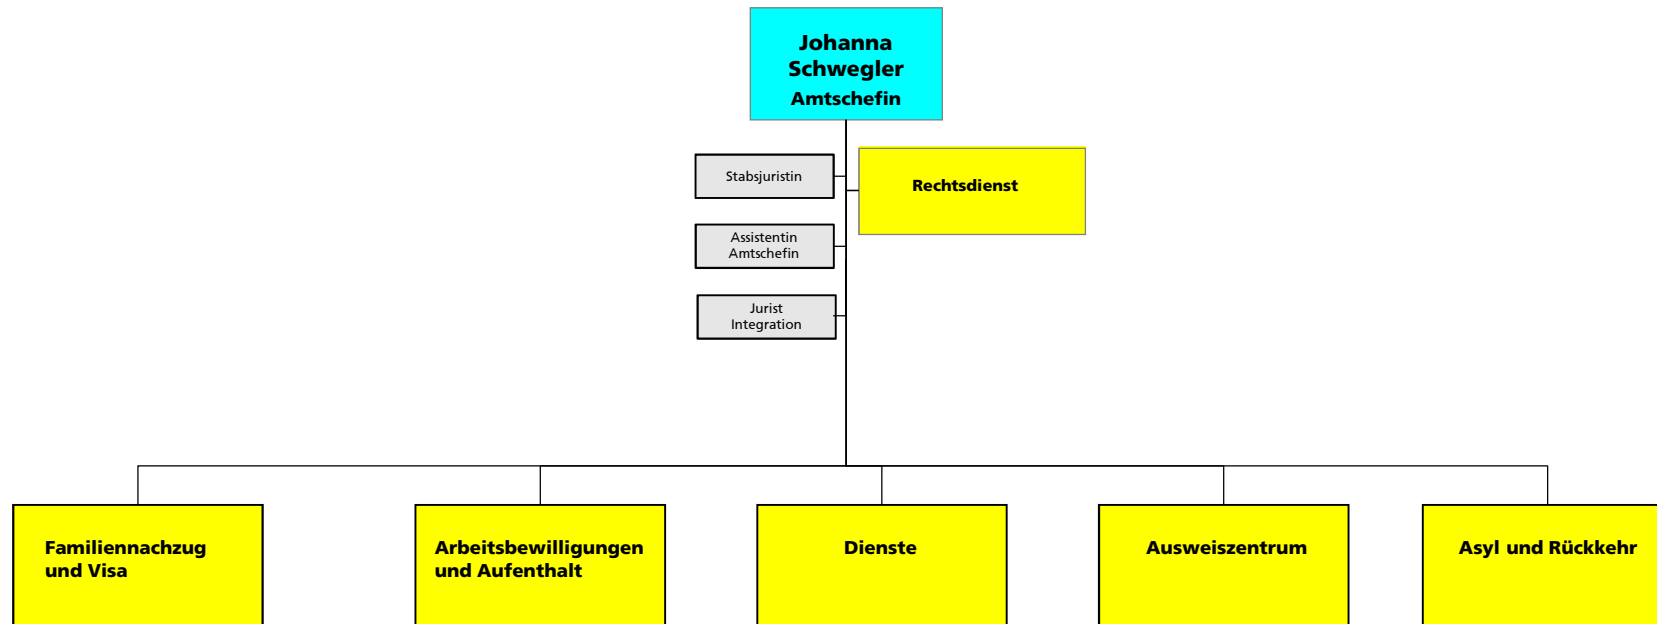 Johanna
Schwegler
Amtschefin
Stabsjuristin
Rechtsdienst
Assistentin
Amtschefin
Jurist
Integration
Familiennachzug
und Visa
Arbeitsbewilligungen
und Aufenthalt
Dienste
Ausweiszentrum
Asyl und Rückkehr